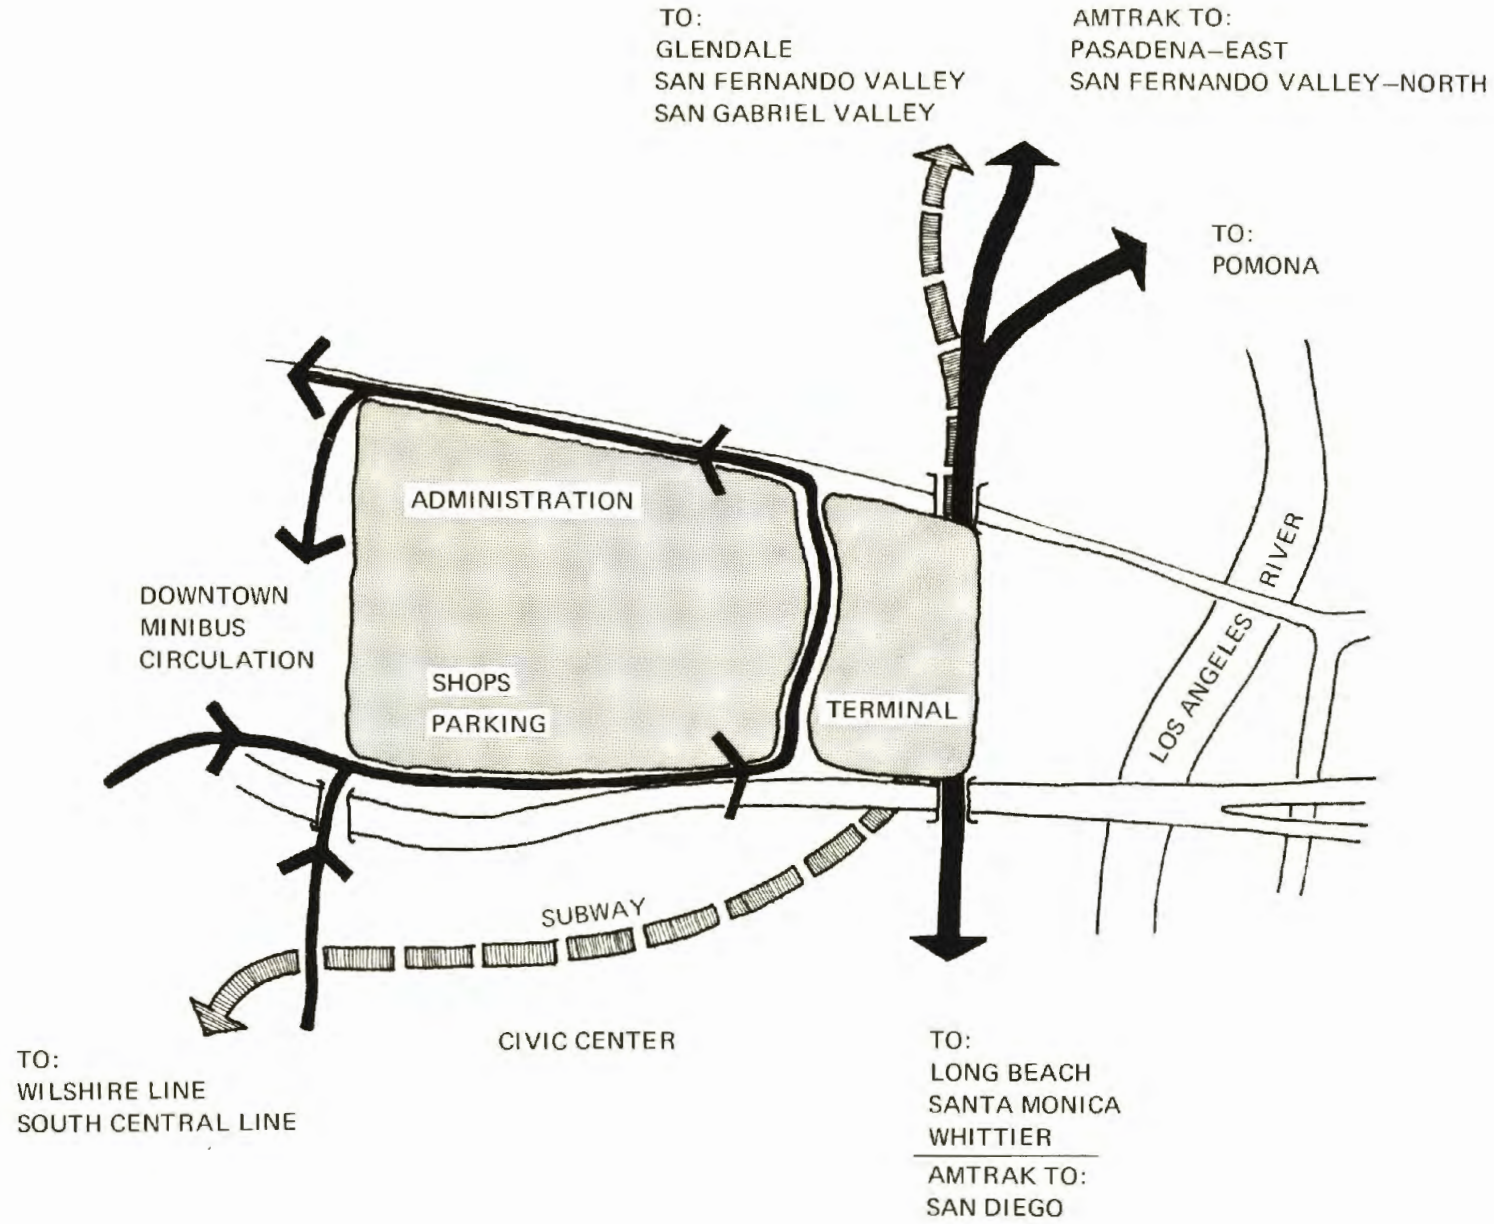 TO:
GLENDALE
SAN FERNANDO VALLEY
SAN GABRIEL VALLEY
AMTRAK TO:
PASADENA–EAST
SAN FERNANDO VALLEY–NORTH
TO:
POMONA
ADMINISTRATION
DOWNTOWN
MINIBUS
CIRCULATION
SHOPS
PARKING
TERMINAL
LOS ANGELES RIVER
SUBWAY
CIVIC CENTER
TO:
WILSHIRE LINE
SOUTH CENTRAL LINE
TO:
LONG BEACH
SANTA MONICA
WHITTIER
AMTRAK TO:
SAN DIEGO